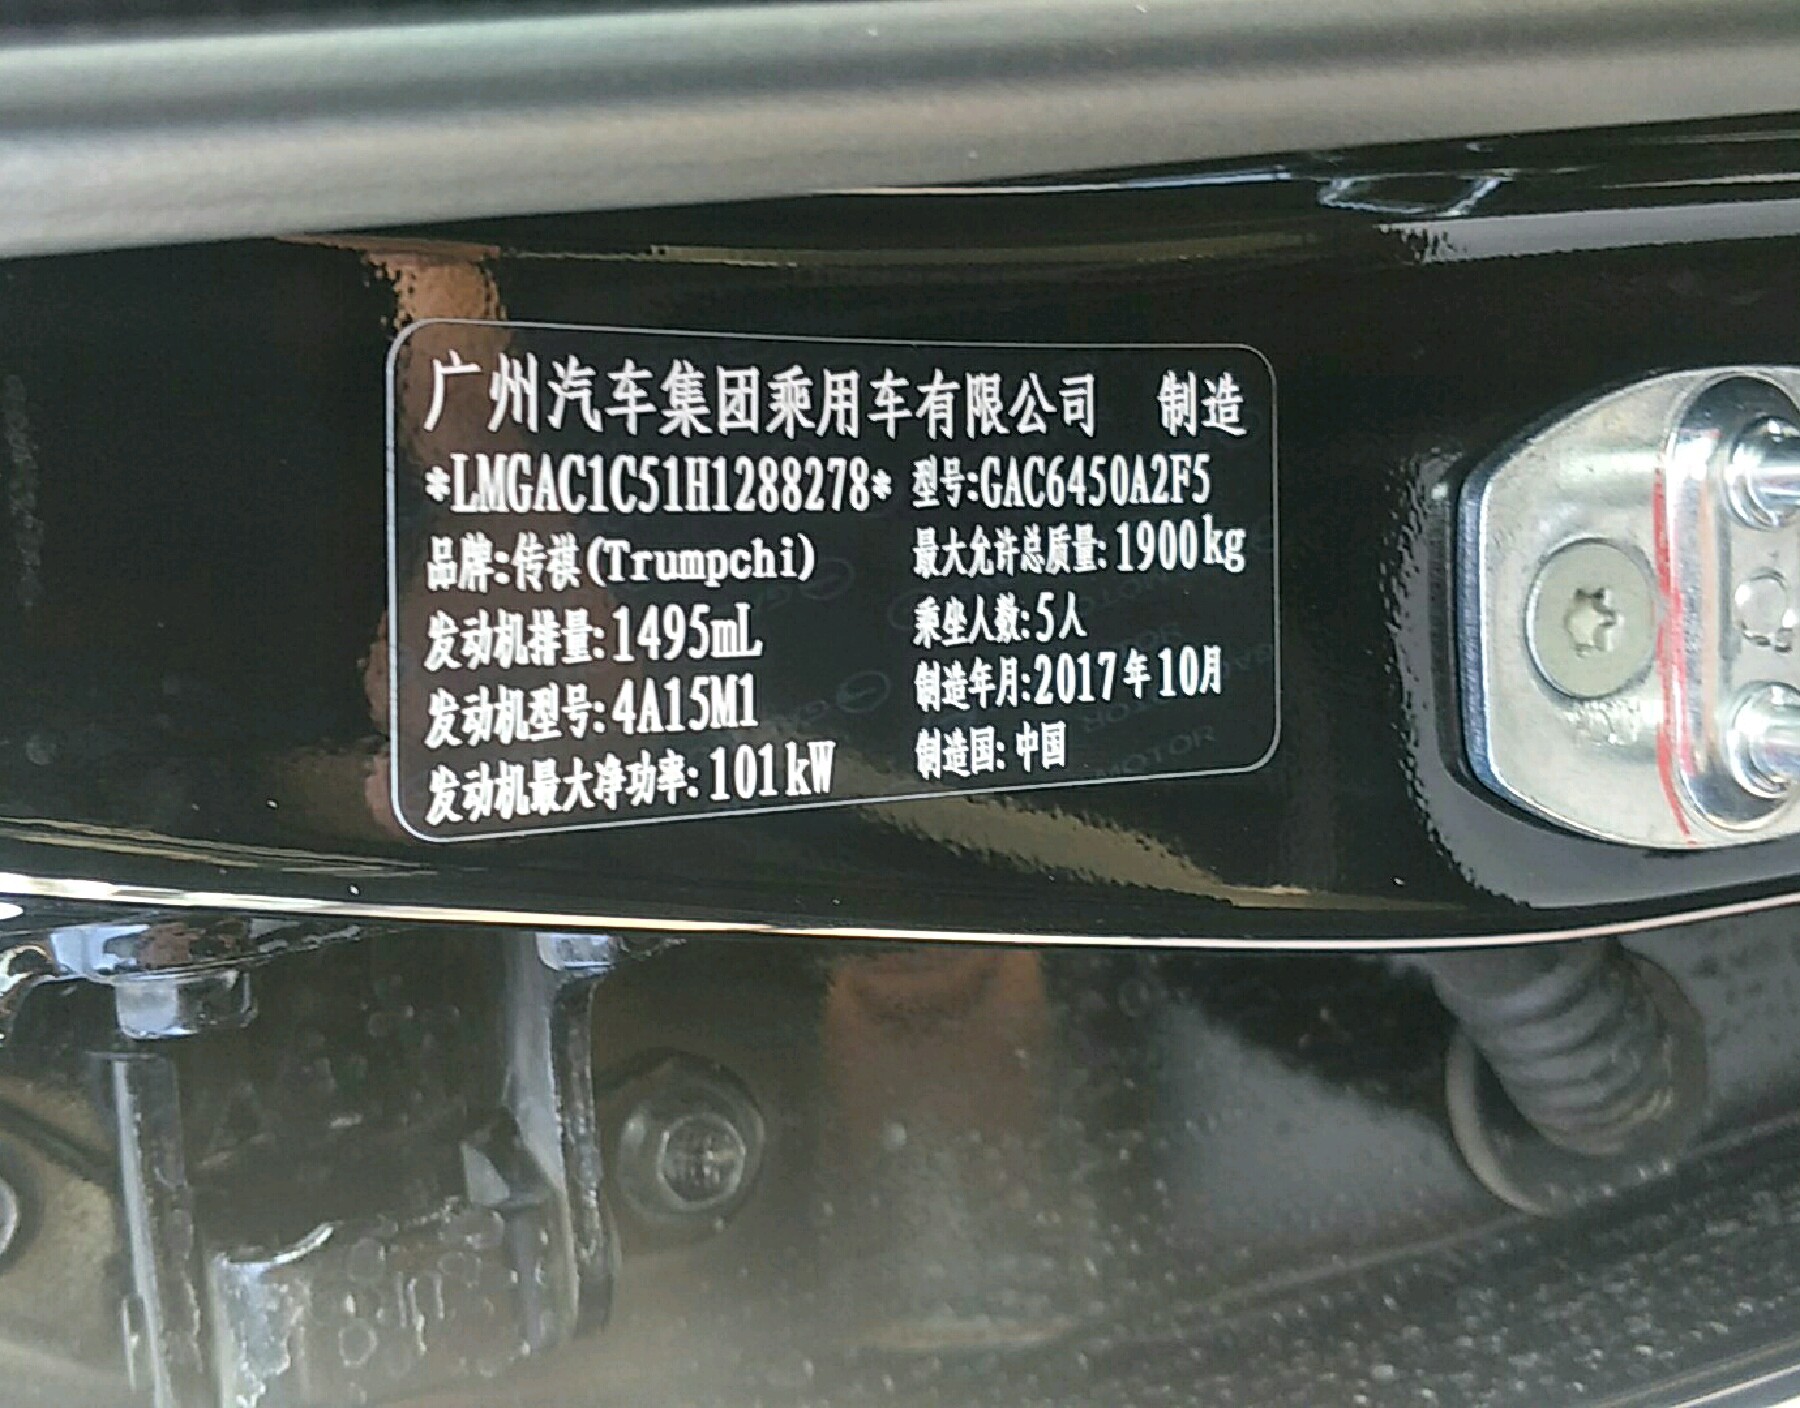 广州汽车集团乘用车有限公司 制造
*LMGAC1C51H1288278* 型号:GAC6450A2F5
品牌:传祺(Trumpchi) 最大允许总质量:1900kg
发动机排量:1495mL 乘坐人数:5人
发动机型号:4A15M1 制造年月:2017年10月
发动机最大净功率:101kW 制造国:中国
MOTOR